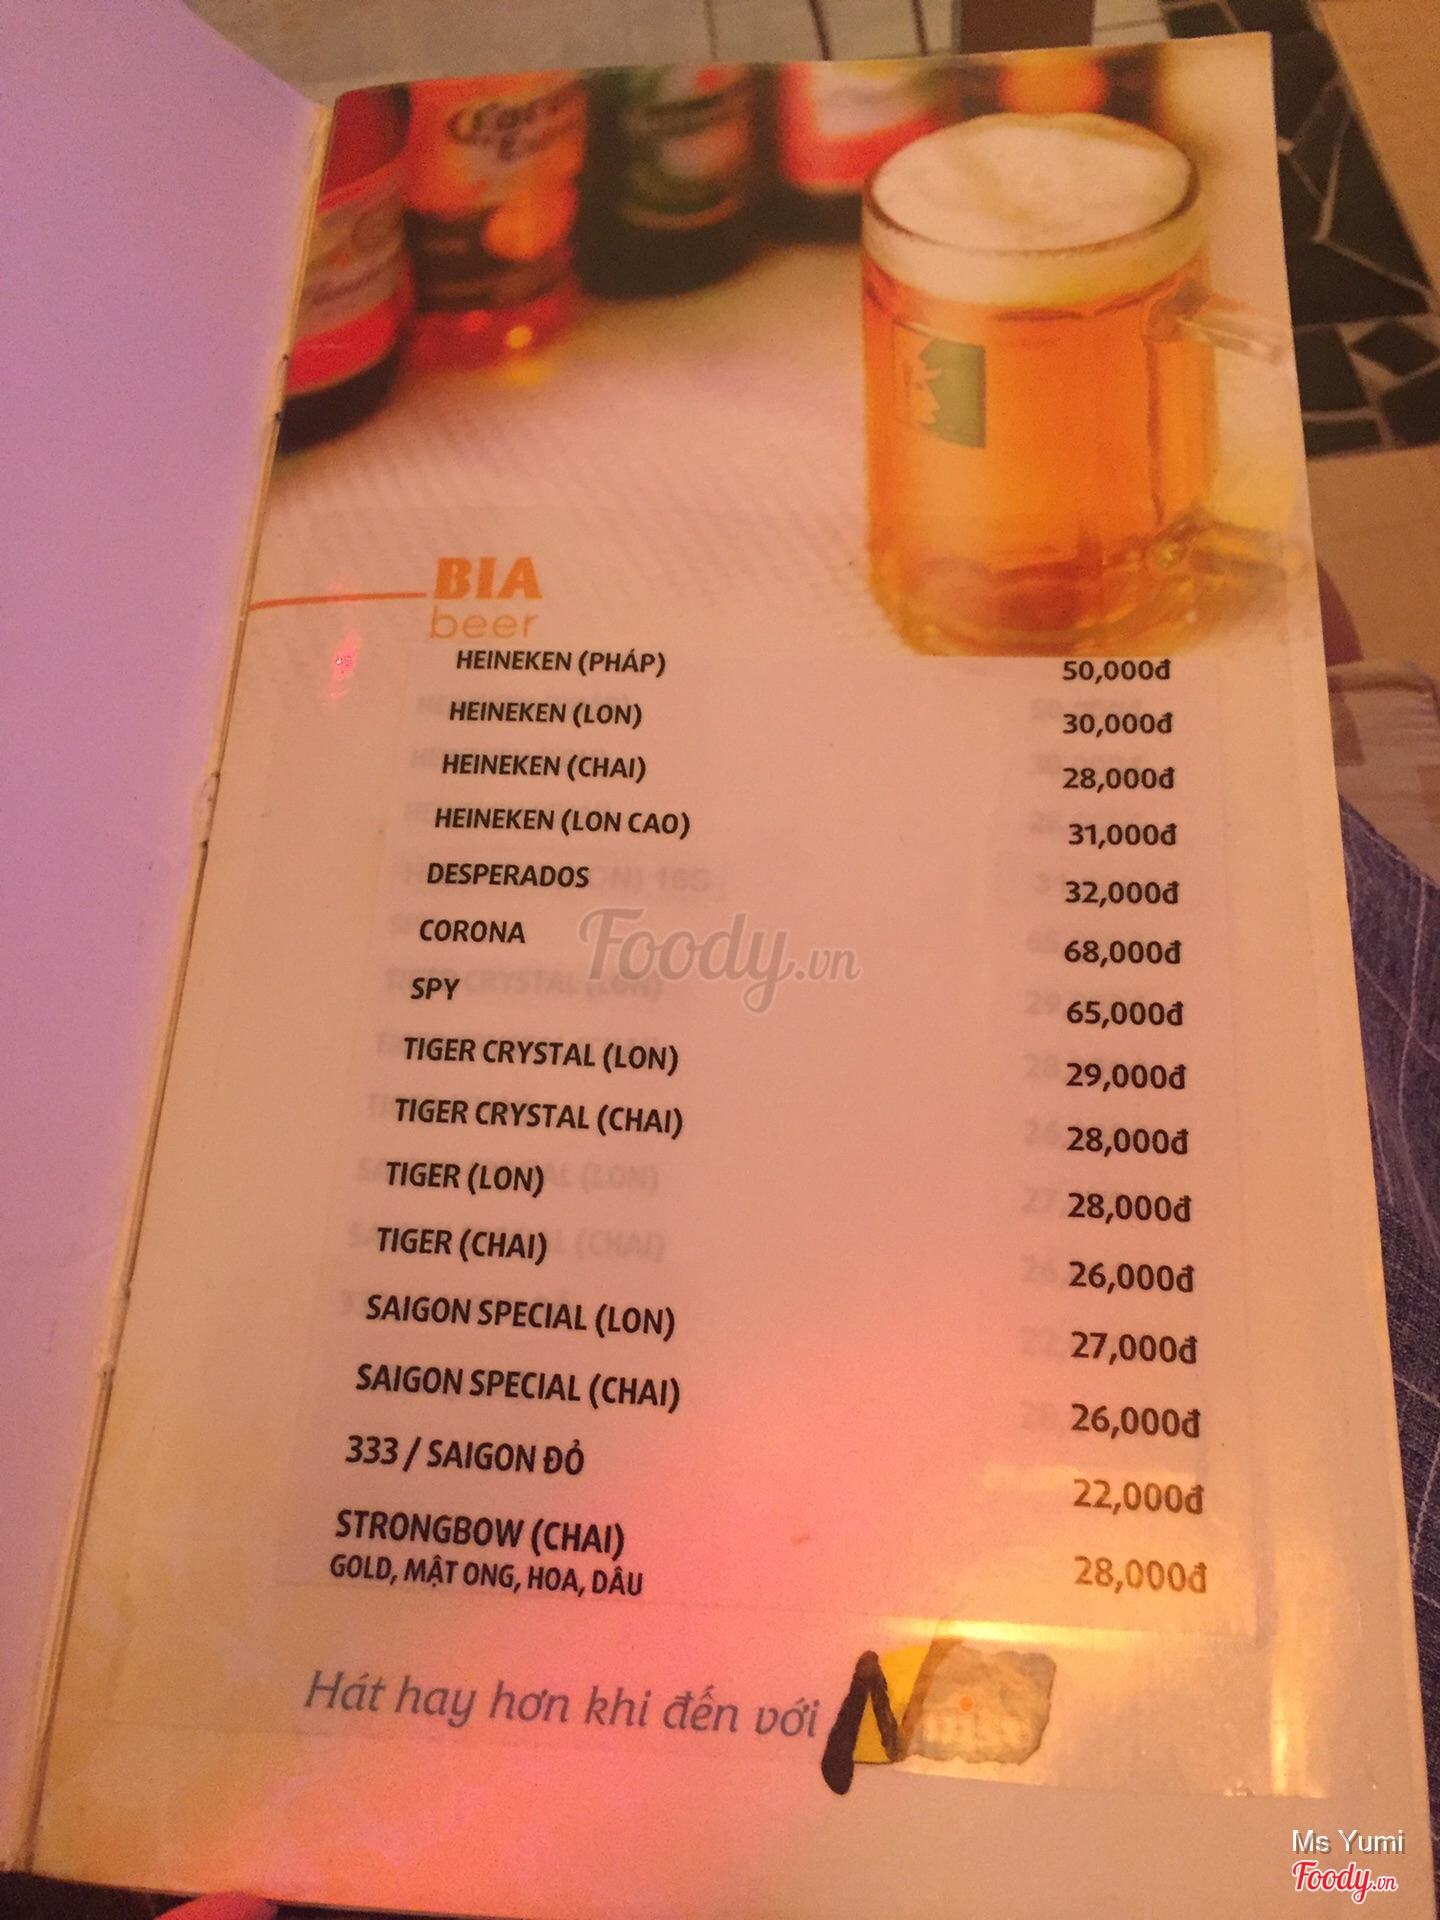 BIA
beer
HEINEKEN (PHÁP) 50,000đ
HEINEKEN (LON) 30,000đ
HEINEKEN (CHAI) 28,000đ
HEINEKEN (LON CAO) 31,000đ
DESPERADOS 32,000đ
CORONA 68,000đ
Foody.vn
SPY 65,000đ
TIGER CRYSTAL (LON) 29,000đ
TIGER CRYSTAL (CHAI) 28,000đ
TIGER (LON) 28,000đ
TIGER (CHAI) 26,000đ
SAIGON SPECIAL (LON) 27,000đ
SAIGON SPECIAL (CHAI) 26,000đ
333 / SAIGON ĐỎ 22,000đ
STRONGBOW (CHAI) 28,000đ
GOLD, MẬT ONG, HOA, DÂU
Hát hay hơn khi đến với N
Ms Yumi
Foody.vn